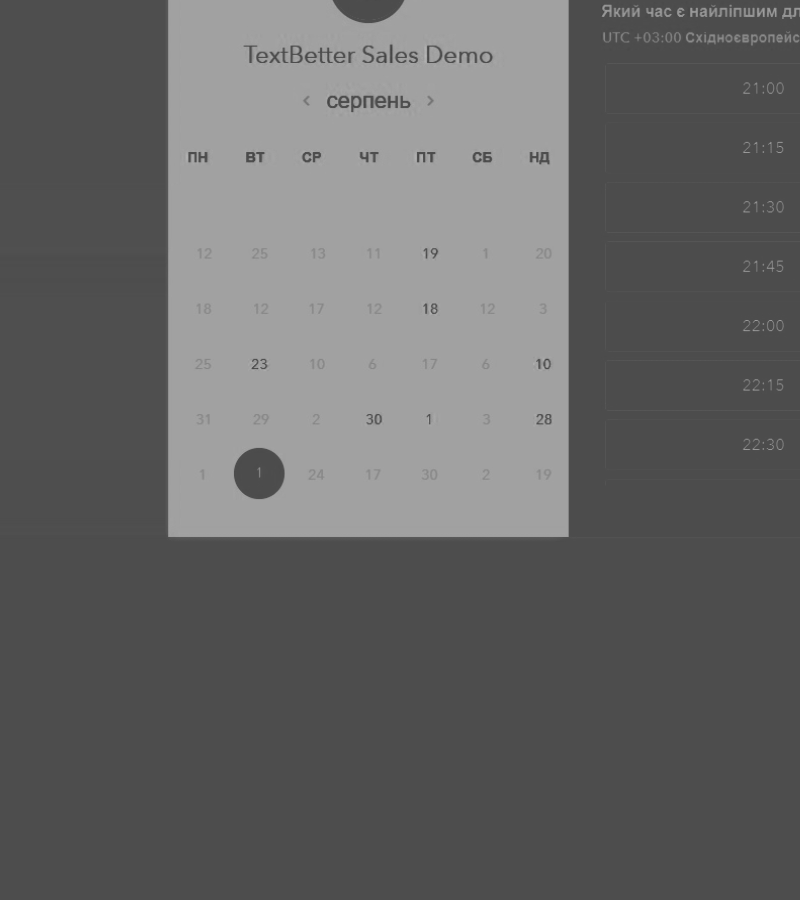 TextBetter Sales Demo
< серпень >
ПН ВТ СР ЧТ ПТ СБ НД
12 25 13 11 19 1 20
18 12 17 12 18 12 3
25 23 10 6 17 6 10
31 29 2 30 1 3 28
1 1 24 17 30 2 19
Який час є найліпшим дл
UTC +03:00 Східноєвропейс
21:00
21:15
21:30
21:45
22:00
22:15
22:30